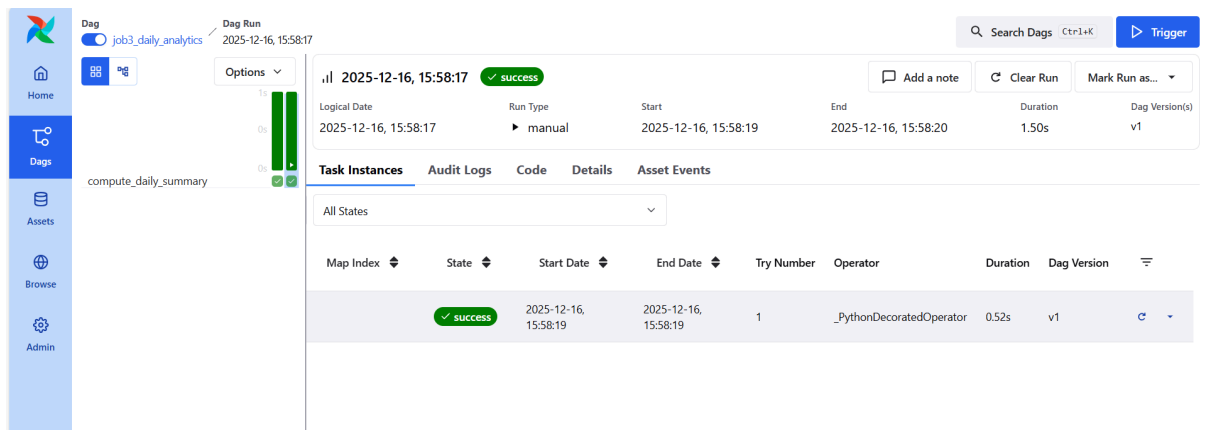 Dag
job3_daily_analytics
/
Dag Run
2025-12-16, 15:58:17
Search Dags Ctrl+K
Trigger
Home
Dags
Assets
Browse
Admin
Options
1s
0s
0s
compute_daily_summary
2025-12-16, 15:58:17 success
Add a note
Clear Run
Mark Run as...
Logical Date Run Type Start End Duration Dag Version(s)
2025-12-16, 15:58:17 manual 2025-12-16, 15:58:19 2025-12-16, 15:58:20 1.50s v1
Task Instances Audit Logs Code Details Asset Events
All States
Map Index State Start Date End Date Try Number Operator Duration Dag Version
success 2025-12-16, 2025-12-16, 1 _PythonDecoratedOperator 0.52s v1
15:58:19 15:58:19